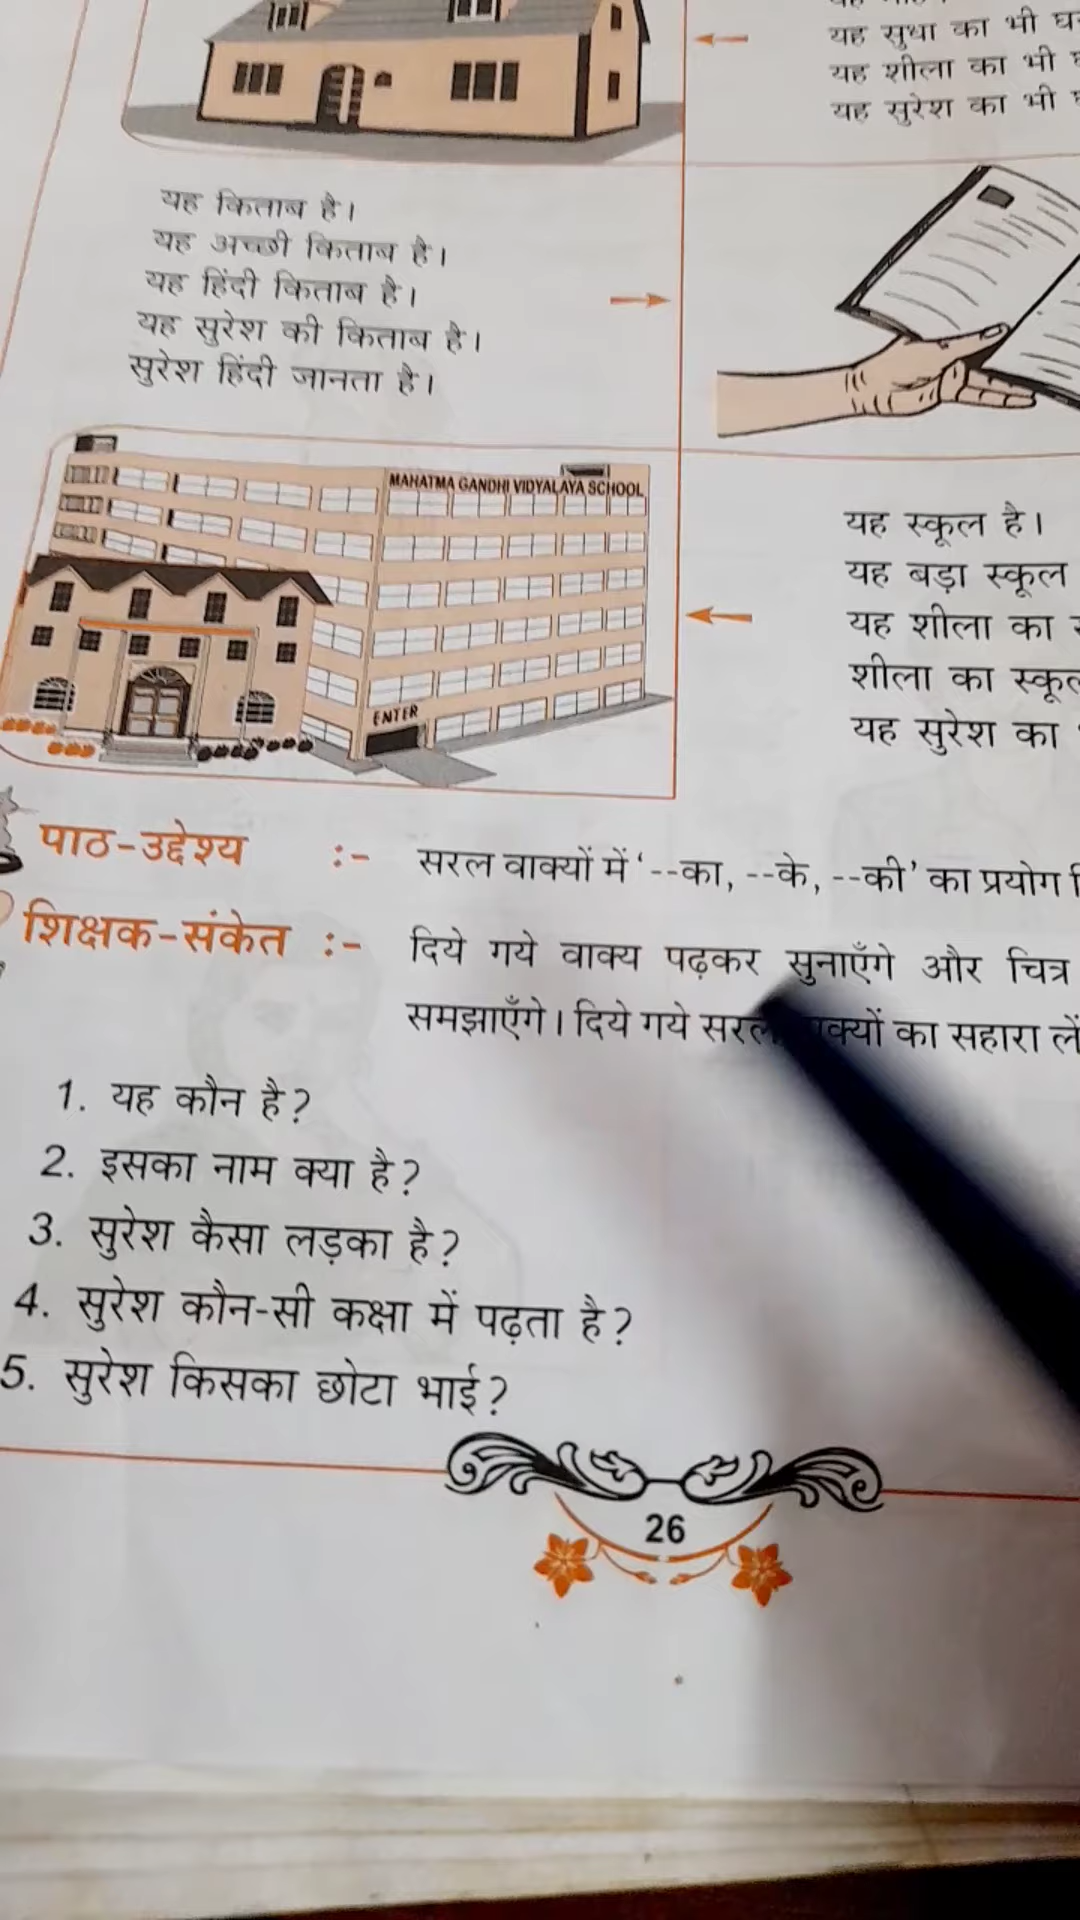 यह सुधा का भी
यह शीला का भी
यह सुरेश का भी
यह किताब है।
यह अच्छी किताब है।
यह हिंदी किताब है।
यह सुरेश की किताब है।
सुरेश हिंदी जानता है।
MAHATMA GANDHI VIDYALAYA SCHOOL
ENTER
यह स्कूल है।
यह बड़ा स्कूल
यह शीला का
शीला का
यह सुरेश का
पाठ-उद्देश्य :- सरल वाक्यों में '--का, --के, --की' का प्रयोग
शिक्षक-संकेत :- दिये गये वाक्य पढ़कर सुनाएँगे और चित्र
समझाएँगे। दिये गये का सहारा लें
1. यह कौन है?
2. इसका नाम क्या है?
3. सुरेश कैसा लड़का है?
4. सुरेश कौन-सी कक्षा में पढ़ता है?
5. सुरेश किसका छोटा भाई?
26